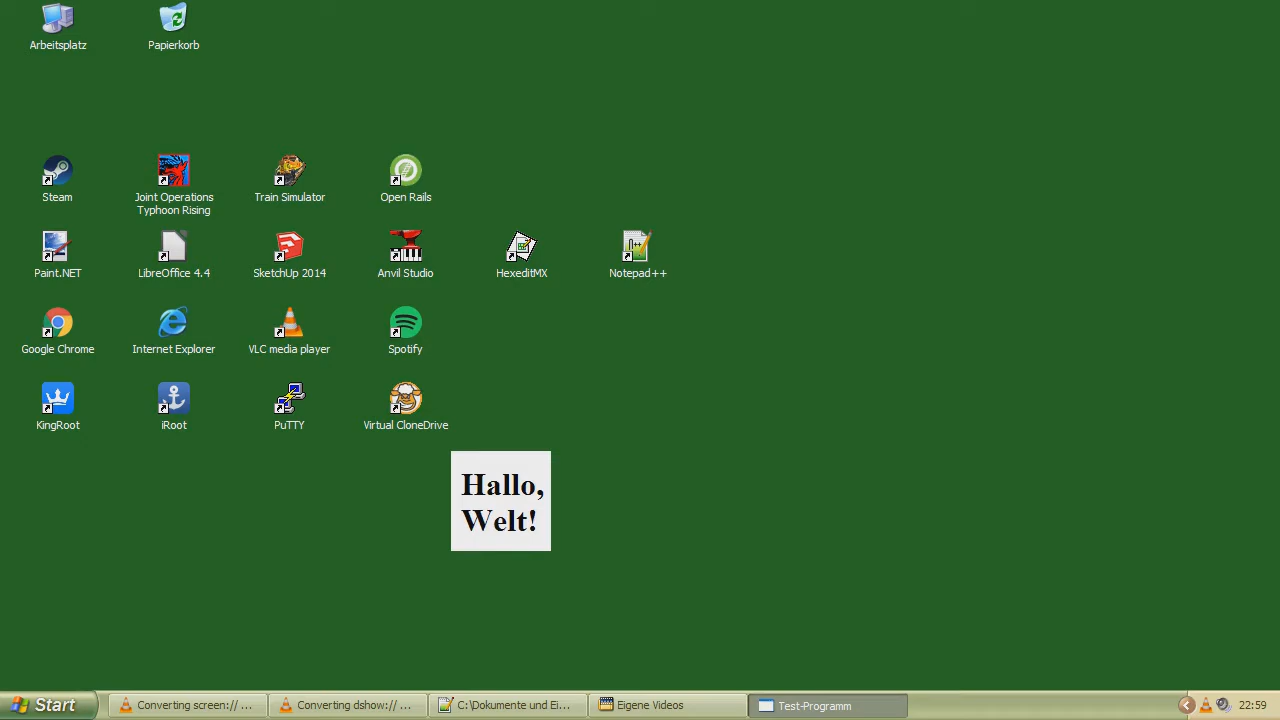 Arbeitsplatz
Papierkorb
Steam
Joint Operations
Typhoon Rising
Train Simulator
Open Rails
Paint.NET
LibreOffice 4.4
SketchUp 2014
Anvil Studio
HexeditMX
Notepad++
Google Chrome
Internet Explorer
VLC media player
Spotify
KingRoot
iRoot
PuTTY
Virtual CloneDrive
Hallo,
Welt!
Start
Converting screen:// ...
Converting dshow:// ...
C:\Dokumente und Ei...
Eigene Videos
Test-Programm
22:59